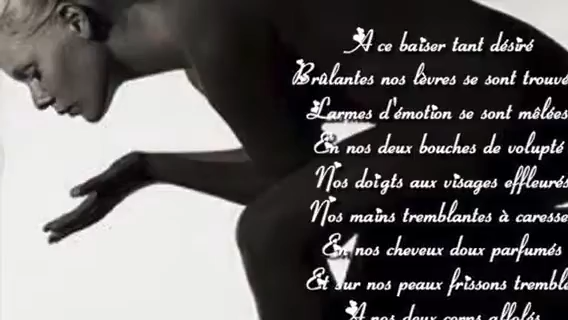 A ce baiser tant désiré
Brûlantes nos lèvres se sont trouvé
Larmes d'émotion se sont mêlées
En nos deux bouches de volupté
Nos doigts aux visages effleurés
Nos mains tremblantes à caresse
En nos cheveux doux parfumés
Et sur nos peaux frissons tremble
A nos deux corps affolés